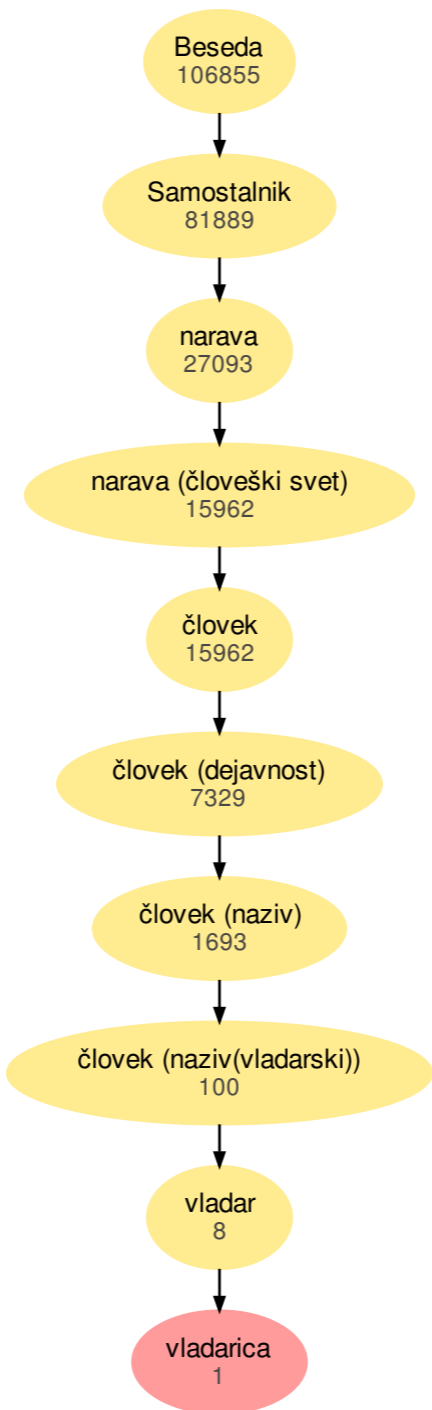 Beseda
106855
Samostalnik
81889
narava
27093
narava (človeški svet)
15962
človek
15962
človek (dejavnost)
7329
človek (naziv)
1693
človek (naziv(vladarski))
100
vladar
8
vladarica
1